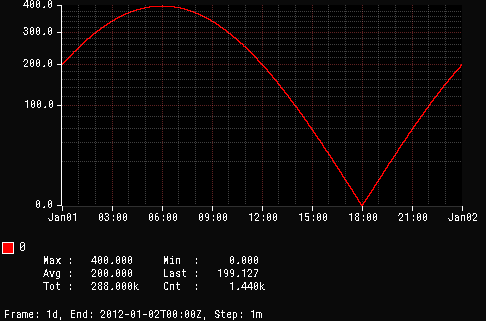 400.0
300.0
200.0
100.0
0.0
Jan01 03:00 06:00 09:00 12:00 15:00 18:00 21:00 Jan02
0
Max : 400.000 Min : 0.000
Avg : 200.000 Last : 199.127
Tot : 288.000k Cnt : 1.440k
Frame: 1d, End: 2012-01-02T00:00Z, Step: 1m